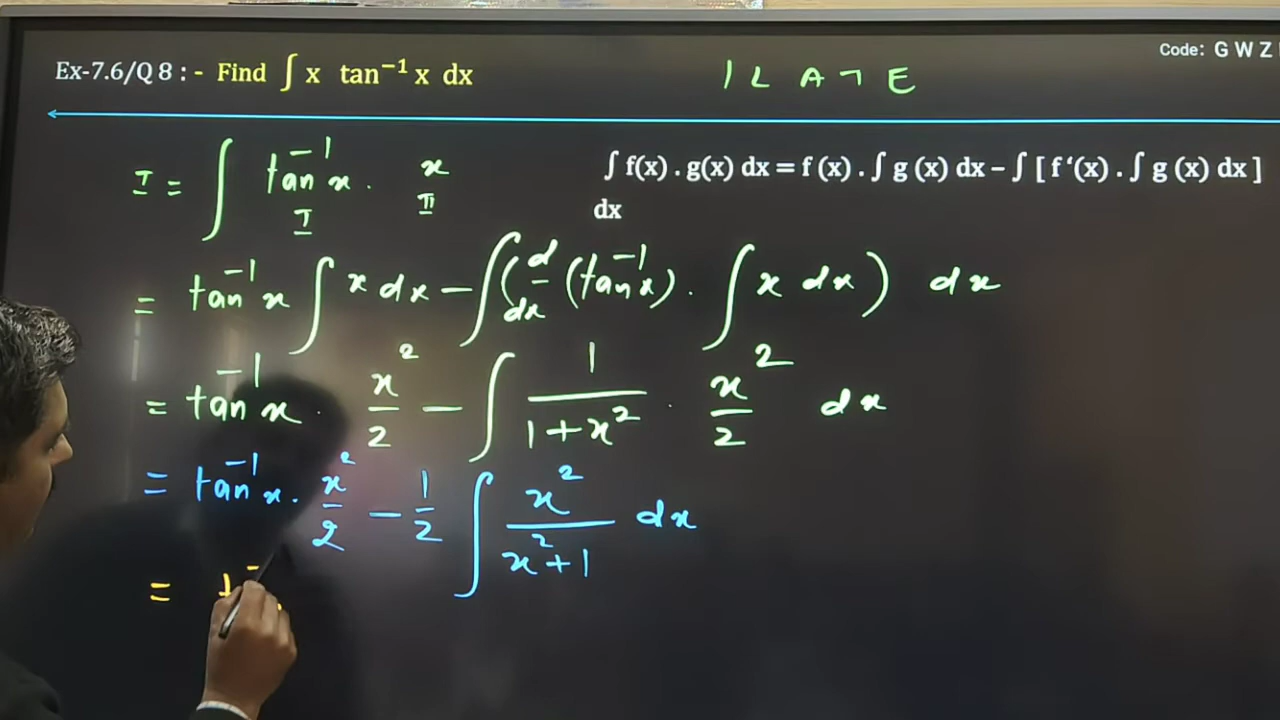 Code: G W Z
Ex-7.6/Q 8 : - Find ∫ x tan⁻¹ x dx
I L A T E
I = ∫ tan⁻¹x . x
I II
∫ f(x) . g(x) dx = f (x) . ∫ g (x) dx – ∫ [ f ‘(x) . ∫ g (x) dx ]
dx
= tan⁻¹x ∫ x dx – ∫ (d/dx (tan⁻¹x) . ∫ x dx) dx
= tan⁻¹x . x²/2 – ∫ 1/(1+x²) . x²/2 dx
= tan⁻¹x . x²/2 – 1/2 ∫ x²/(x²+1) dx
=